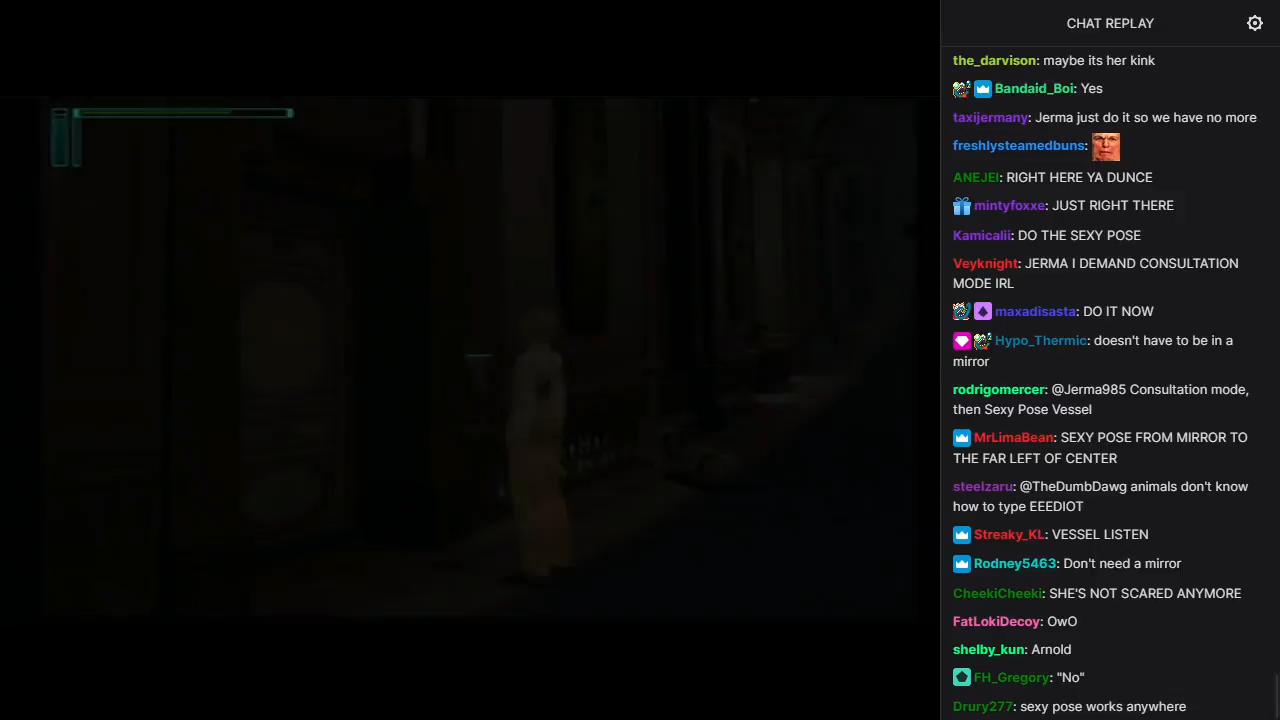 CHAT REPLAY
the_darvison: maybe its her kink
Bandaid_Boi: Yes
taxijermany: Jerma just do it so we have no more
freshlysteamedbuns:
ANEJEI: RIGHT HERE YA DUNCE
mintyfoxxe: JUST RIGHT THERE
Kamicalii: DO THE SEXY POSE
Veyknight: JERMA I DEMAND CONSULTATION
MODE IRL
maxadisasta: DO IT NOW
Hypo_Thermic: doesn't have to be in a
mirror
rodrigomercer: @Jerma985 Consultation mode,
then Sexy Pose Vessel
MrLimaBean: SEXY POSE FROM MIRROR TO
THE FAR LEFT OF CENTER
steelzaru: @TheDumbDawg animals don't know
how to type EEEDIOT
Streaky_KL: VESSEL LISTEN
Rodney5463: Don't need a mirror
CheekiCheeki: SHE'S NOT SCARED ANYMORE
FatLokiDecoy: OwO
shelby_kun: Arnold
FH_Gregory: "No"
Drury277: sexy pose works anywhere